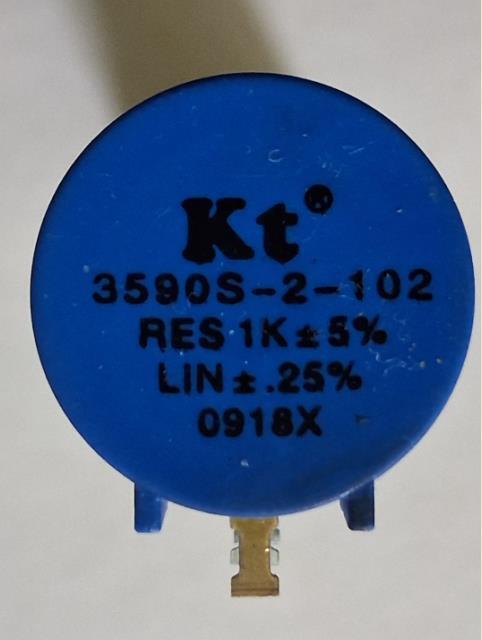 Kt®
3590S-2-102
RES 1K±5%
LIN ±.25%
0918X